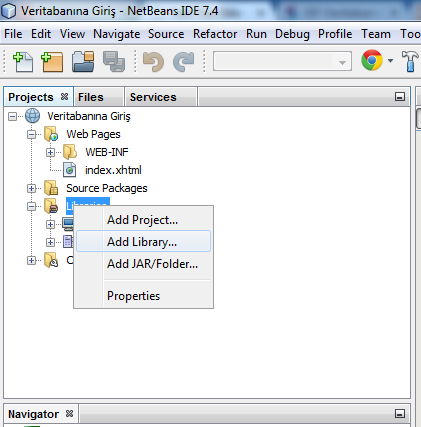 Veritabanına Giriş - NetBeans IDE 7.4
File Edit View Navigate Source Refactor Run Debug Profile Team Too
Projects Files Services
Veritabanına Giriş
Web Pages
WEB-INF
index.xhtml
Source Packages
Libraries
Add Project...
Add Library...
Add JAR/Folder...
Properties
Navigator